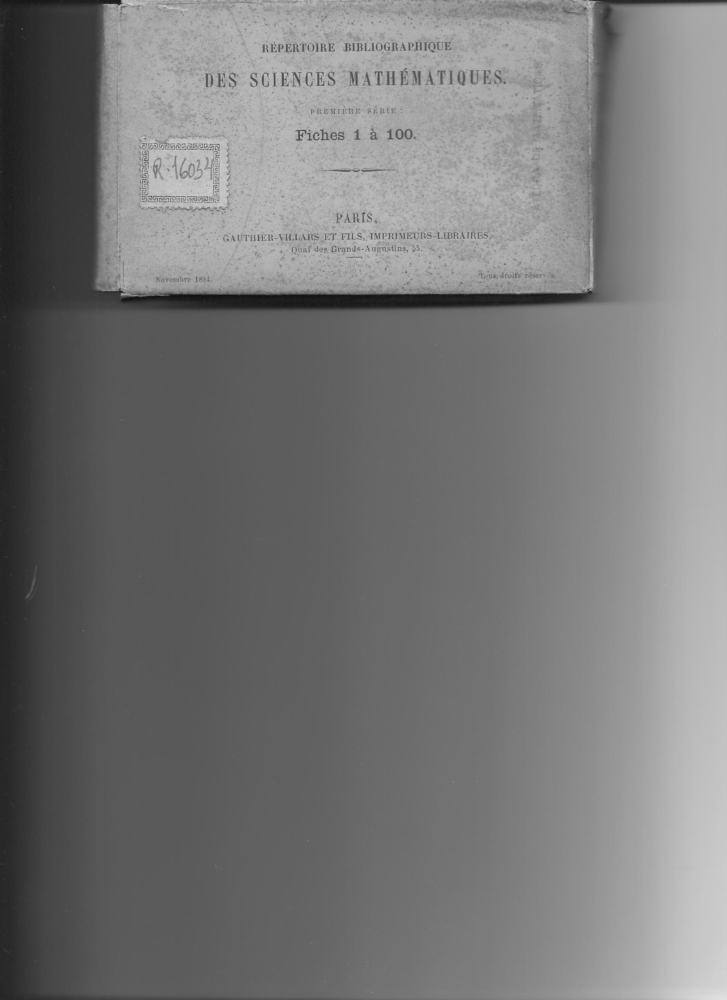 RÉPERTOIRE BIBLIOGRAPHIQUE
DES SCIENCES MATHÉMATIQUES.
PREMIÈRE SÉRIE :
Fiches 1 à 100.
R. 16034
PARIS,
GAUTHIER-VILLARS ET FILS, IMPRIMEURS-LIBRAIRES,
Quai des Grands-Augustins, 55.
Novembre 1894.
Tous droits réservés.